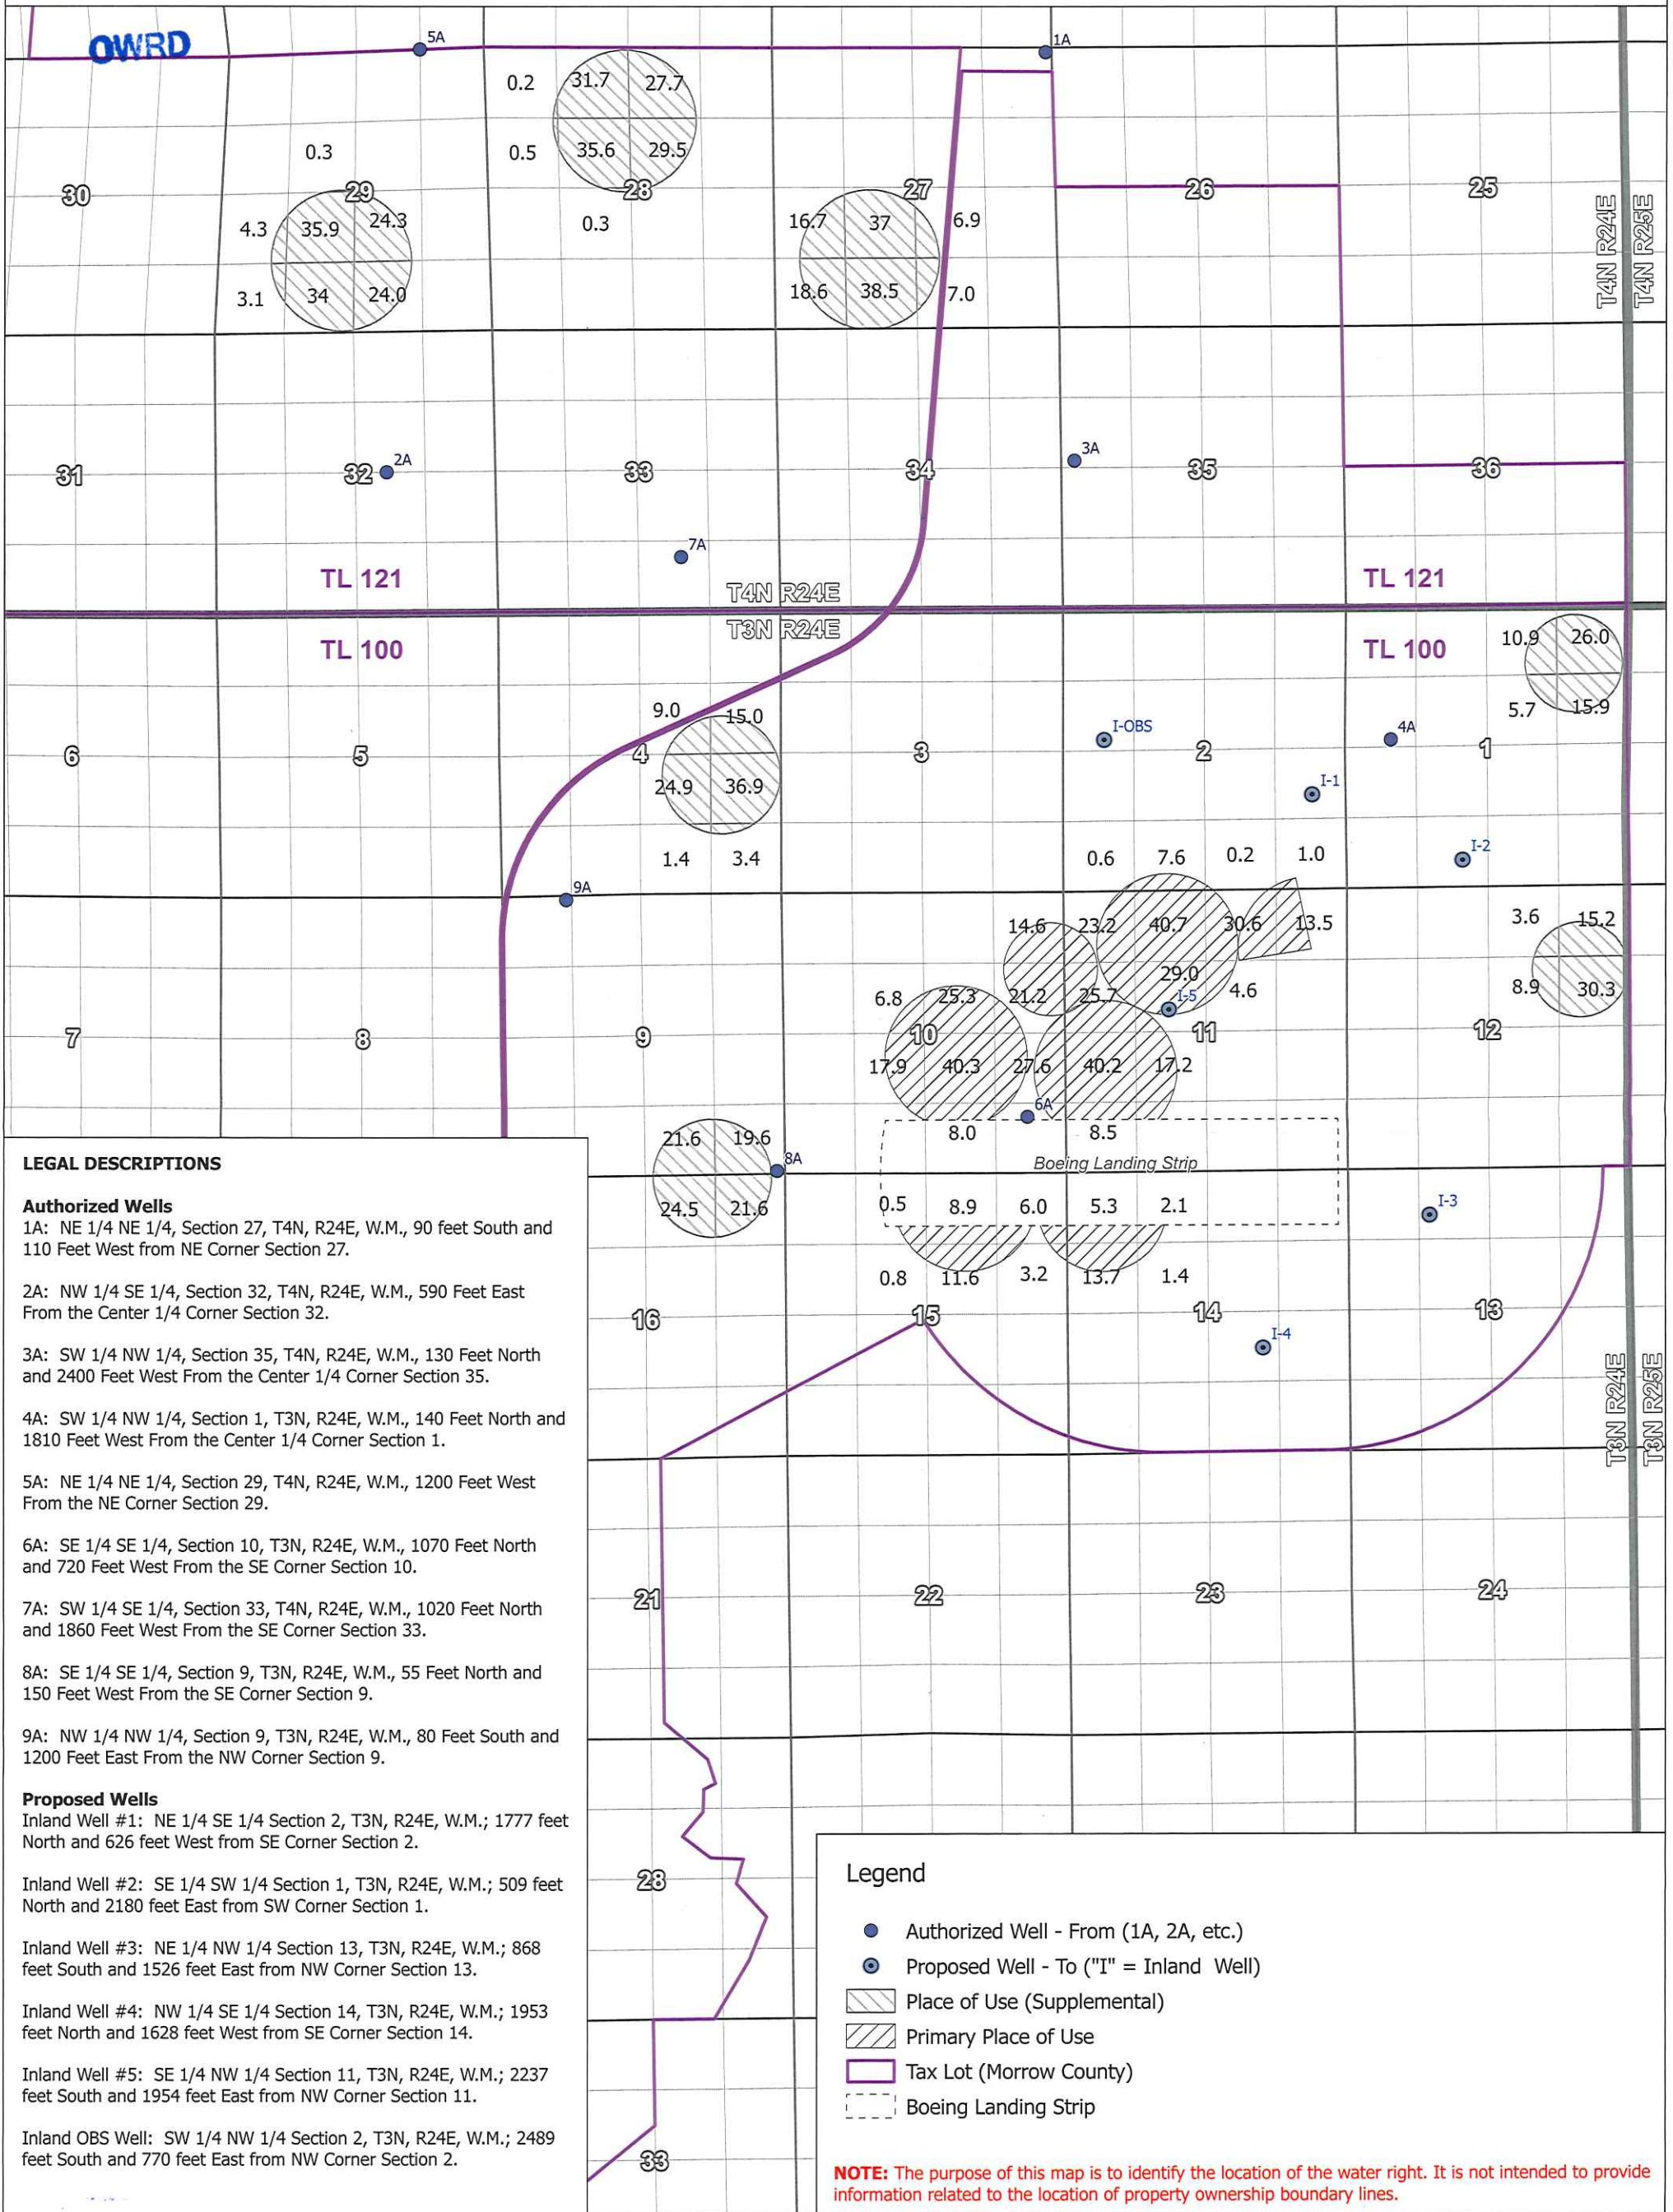 OWRD
5A
1A
0.2
31.7
27.7
0.3
0.5
35.6
29.5
30
29
28
27
26
25
T4N R24E
T4N R25E
4.3
35.9
24.3
0.3
16.7
37
6.9
3.1
34
24.0
18.6
38.5
7.0
31
32
2A
33
34
3A
35
36
7A
TL 121
T4N R24E
TL 121
TL 100
T3N R24E
TL 100
10.9
26.0
9.0
15.0
5.7
15.9
I-OBS
4A
6
5
4
3
2
1
24.9
36.9
I-1
1.4
3.4
0.6
7.6
0.2
1.0
I-2
9A
14.6
23.2
40.7
30.6
13.5
3.6
15.2
29.0
6.8
25.3
21.2
25.7
I-5
4.6
8.9
30.3
7
8
9
10
11
12
17.9
40.3
27.6
40.2
17.2
6A
21.6
19.6
8.0
8.5
8A
Boeing Landing Strip
24.5
21.6
0.5
8.9
6.0
5.3
2.1
I-3
0.8
11.6
3.2
13.7
1.4
16
15
14
13
I-4
T3N R24E
T3N R25E
21
22
23
24
28
33
LEGAL DESCRIPTIONS
Authorized Wells
1A: NE 1/4 NE 1/4, Section 27, T4N, R24E, W.M., 90 feet South and
110 Feet West from NE Corner Section 27.
2A: NW 1/4 SE 1/4, Section 32, T4N, R24E, W.M., 590 Feet East
From the Center 1/4 Corner Section 32.
3A: SW 1/4 NW 1/4, Section 35, T4N, R24E, W.M., 130 Feet North
and 2400 Feet West From the Center 1/4 Corner Section 35.
4A: SW 1/4 NW 1/4, Section 1, T3N, R24E, W.M., 140 Feet North and
1810 Feet West From the Center 1/4 Corner Section 1.
5A: NE 1/4 NE 1/4, Section 29, T4N, R24E, W.M., 1200 Feet West
From the NE Corner Section 29.
6A: SE 1/4 SE 1/4, Section 10, T3N, R24E, W.M., 1070 Feet North
and 720 Feet West From the SE Corner Section 10.
7A: SW 1/4 SE 1/4, Section 33, T4N, R24E, W.M., 1020 Feet North
and 1860 Feet West From the SE Corner Section 33.
8A: SE 1/4 SE 1/4, Section 9, T3N, R24E, W.M., 55 Feet North and
150 Feet West From the SE Corner Section 9.
9A: NW 1/4 NW 1/4, Section 9, T3N, R24E, W.M., 80 Feet South and
1200 Feet East From the NW Corner Section 9.
Proposed Wells
Inland Well #1: NE 1/4 SE 1/4 Section 2, T3N, R24E, W.M.; 1777 feet
North and 626 feet West from SE Corner Section 2.
Inland Well #2: SE 1/4 SW 1/4 Section 1, T3N, R24E, W.M.; 509 feet
North and 2180 feet East from SW Corner Section 1.
Inland Well #3: NE 1/4 NW 1/4 Section 13, T3N, R24E, W.M.; 868
feet South and 1526 feet East from NW Corner Section 13.
Inland Well #4: NW 1/4 SE 1/4 Section 14, T3N, R24E, W.M.; 1953
feet North and 1628 feet West from SE Corner Section 14.
Inland Well #5: SE 1/4 NW 1/4 Section 11, T3N, R24E, W.M.; 2237
feet South and 1954 feet East from NW Corner Section 11.
Inland OBS Well: SW 1/4 NW 1/4 Section 2, T3N, R24E, W.M.; 2489
feet South and 770 feet East from NW Corner Section 2.
Legend
Authorized Well - From (1A, 2A, etc.)
Proposed Well - To ("I" = Inland Well)
Place of Use (Supplemental)
Primary Place of Use
Tax Lot (Morrow County)
Boeing Landing Strip
NOTE: The purpose of this map is to identify the location of the water right. It is not intended to provide
information related to the location of property ownership boundary lines.